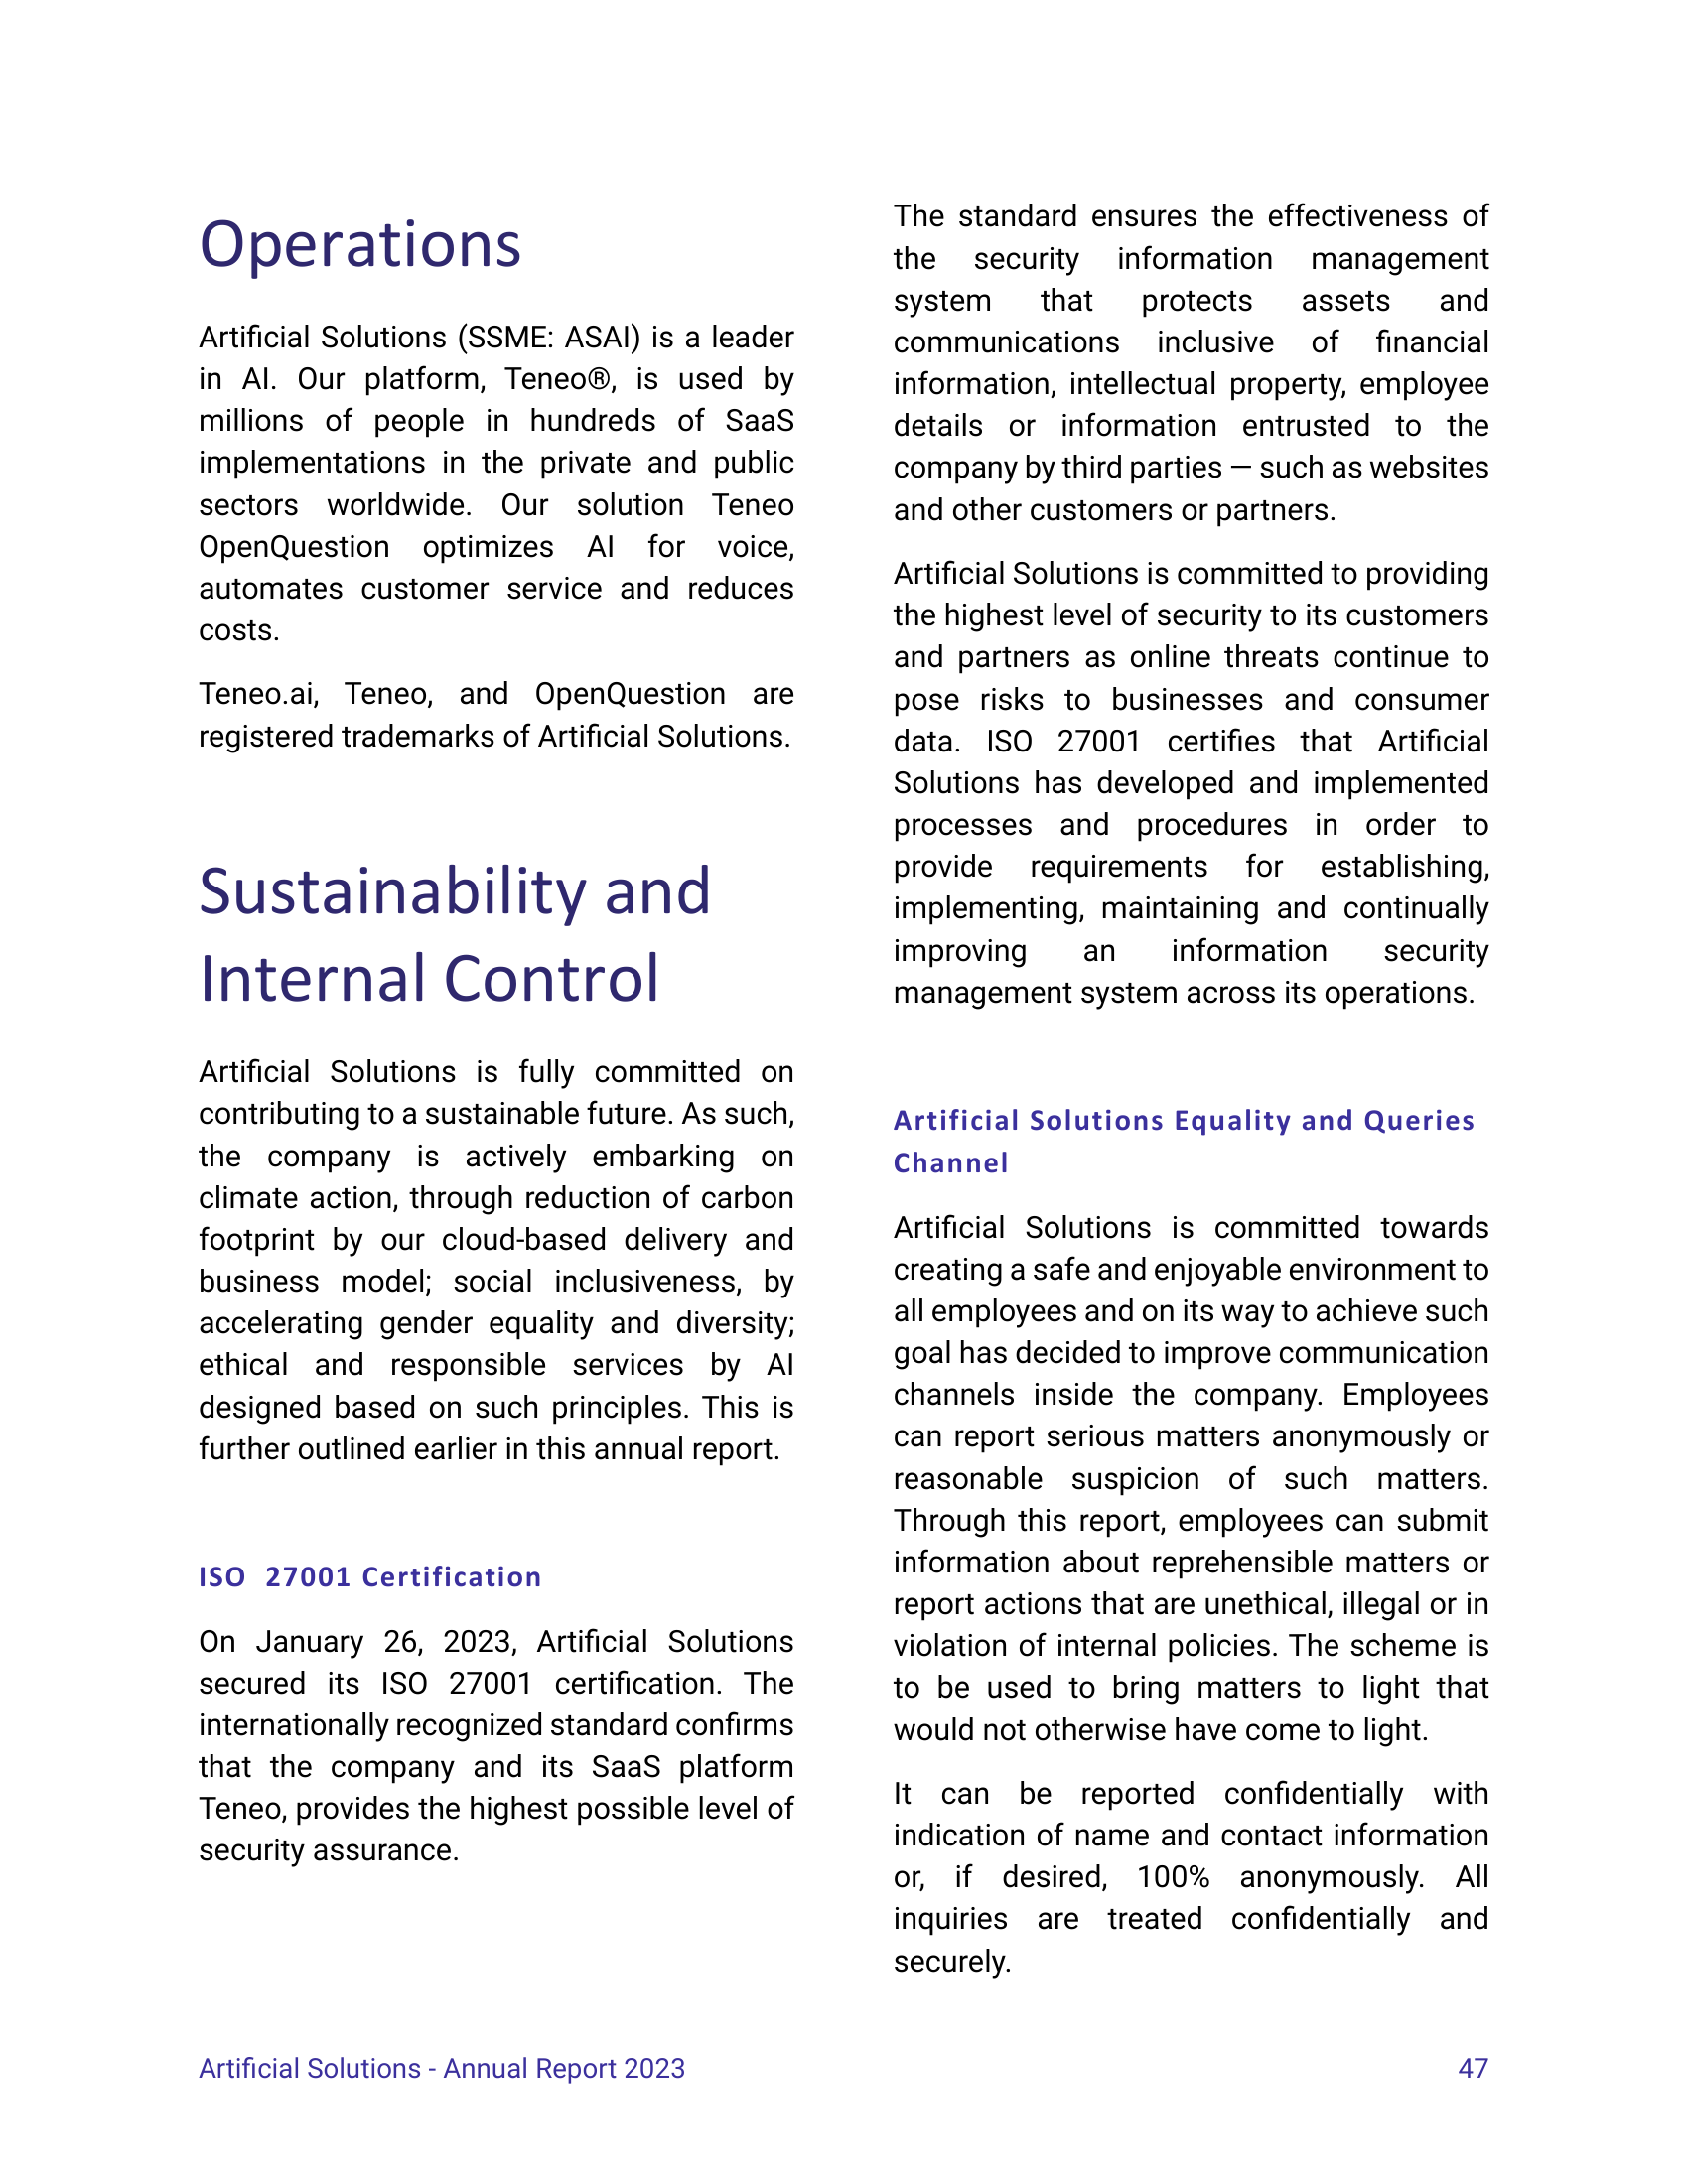 Operations
Artificial Solutions (SSME: ASAI) is a leader
in AI. Our platform, Teneo®, is used by
millions of people in hundreds of SaaS
implementations in the private and public
sectors worldwide. Our solution Teneo
OpenQuestion optimizes AI for voice,
automates customer service and reduces
costs.
Teneo.ai, Teneo, and OpenQuestion are
registered trademarks of Artificial Solutions.
Sustainability and
Internal Control
Artificial Solutions is fully committed on
contributing to a sustainable future. As such,
the company is actively embarking on
climate action, through reduction of carbon
footprint by our cloud-based delivery and
business model; social inclusiveness, by
accelerating gender equality and diversity;
ethical and responsible services by AI
designed based on such principles. This is
further outlined earlier in this annual report.
ISO 27001 Certification
On January 26, 2023, Artificial Solutions
secured its ISO 27001 certification. The
internationally recognized standard confirms
that the company and its SaaS platform
Teneo, provides the highest possible level of
security assurance.
The standard ensures the effectiveness of
the security information management
system that protects assets and
communications inclusive of financial
information, intellectual property, employee
details or information entrusted to the
company by third parties — such as websites
and other customers or partners.
Artificial Solutions is committed to providing
the highest level of security to its customers
and partners as online threats continue to
pose risks to businesses and consumer
data. ISO 27001 certifies that Artificial
Solutions has developed and implemented
processes and procedures in order to
provide requirements for establishing,
implementing, maintaining and continually
improving an information security
management system across its operations.
Artificial Solutions Equality and Queries
Channel
Artificial Solutions is committed towards
creating a safe and enjoyable environment to
all employees and on its way to achieve such
goal has decided to improve communication
channels inside the company. Employees
can report serious matters anonymously or
reasonable suspicion of such matters.
Through this report, employees can submit
information about reprehensible matters or
report actions that are unethical, illegal or in
violation of internal policies. The scheme is
to be used to bring matters to light that
would not otherwise have come to light.
It can be reported confidentially with
indication of name and contact information
or, if desired, 100% anonymously. All
inquiries are treated confidentially and
securely.
Artificial Solutions - Annual Report 2023
47